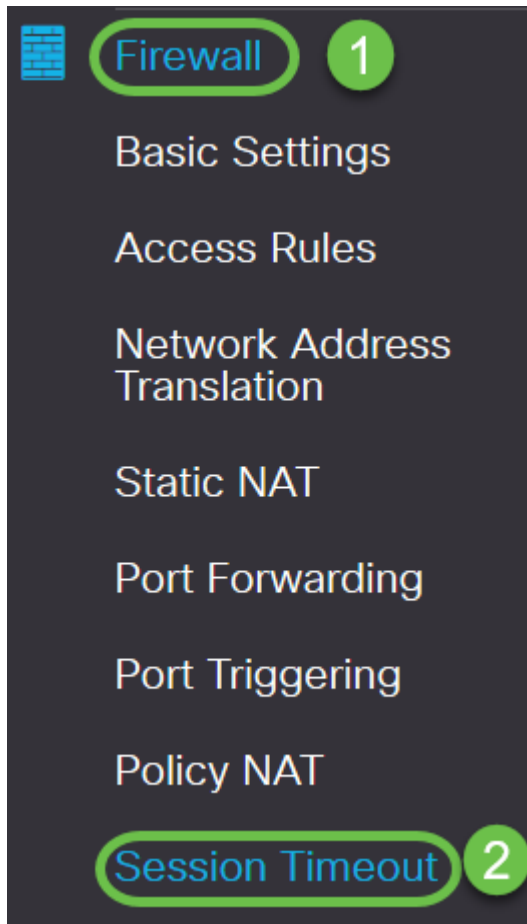 Firewall 1
Basic Settings
Access Rules
Network Address
Translation
Static NAT
Port Forwarding
Port Triggering
Policy NAT
Session Timeout 2